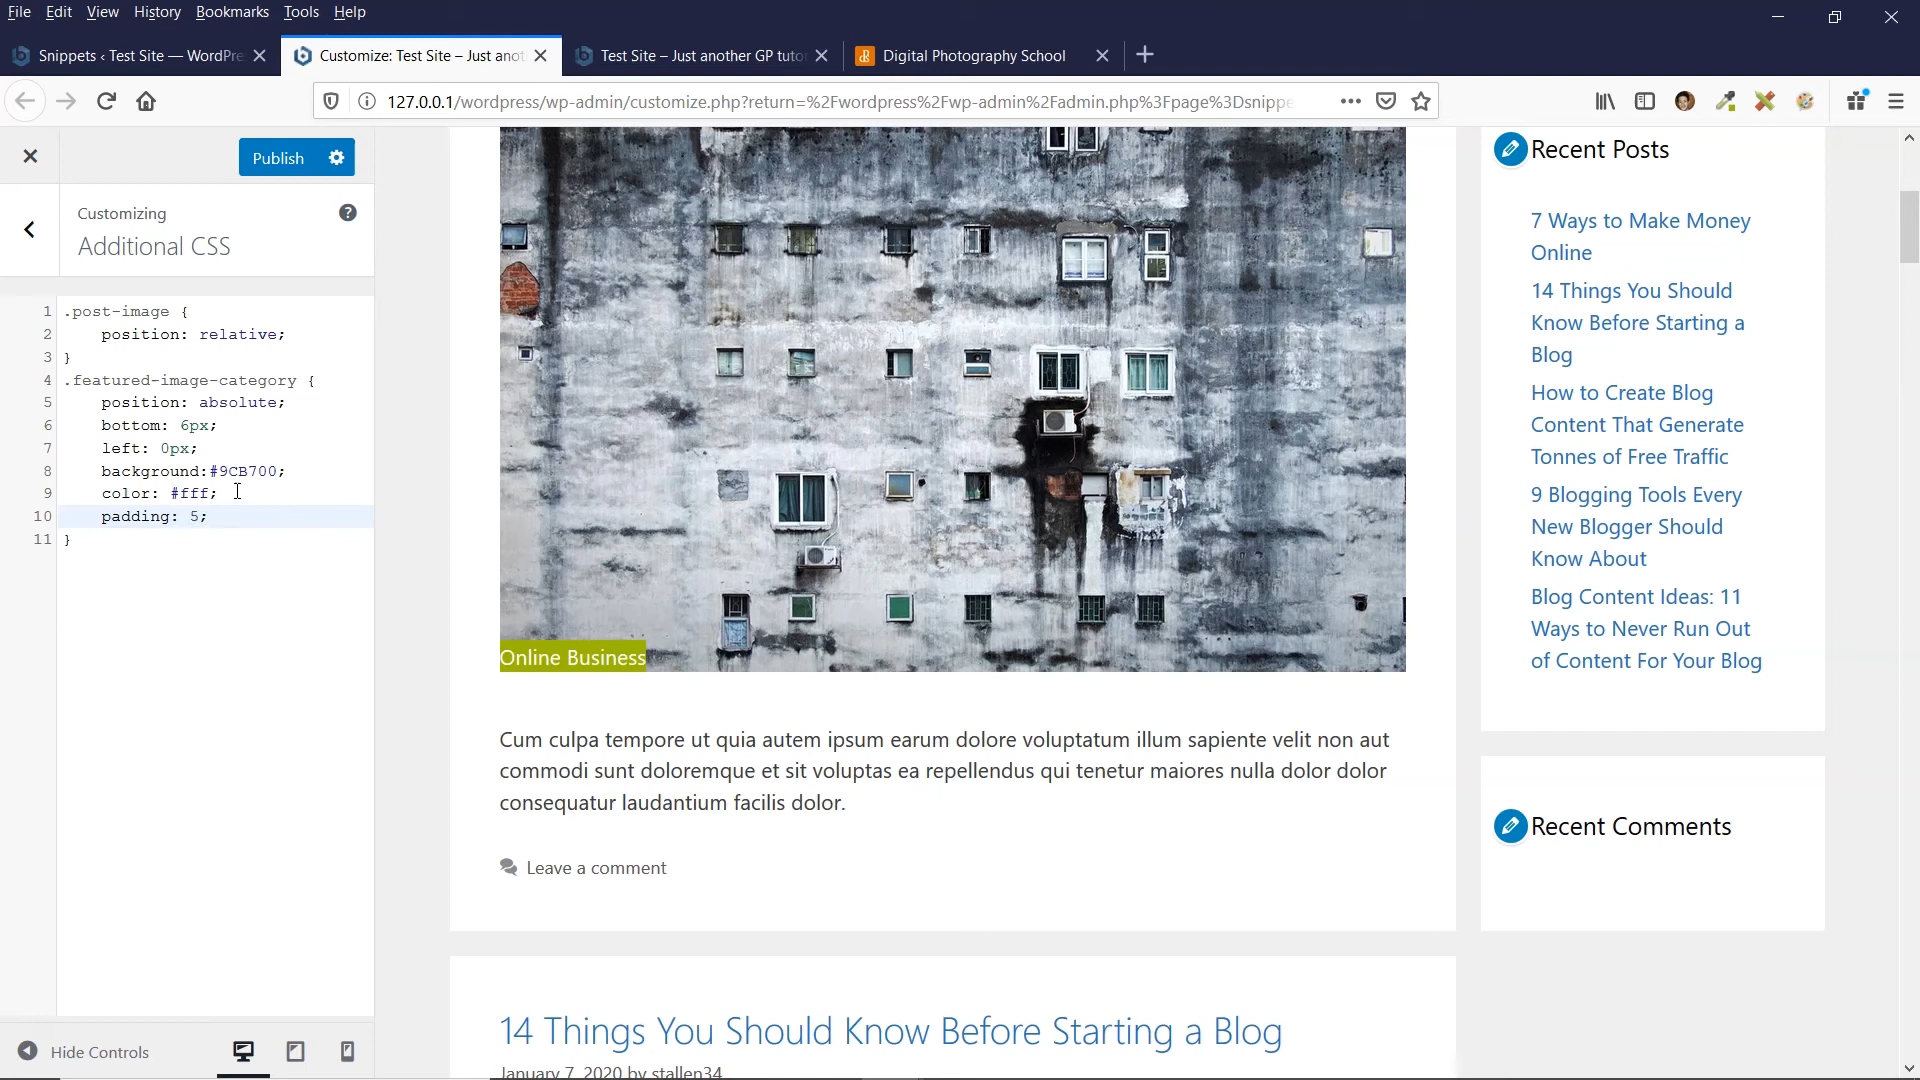 File Edit View History Bookmarks Tools Help
Snippets ‹ Test Site — WordPre
Customize: Test Site – Just anot
Test Site – Just another GP tuto
Digital Photography School
127.0.0.1/wordpress/wp-admin/customize.php?return=%2Fwordpress%2Fwp-admin%2Fadmin.php%3Fpage%3Dsnippe
Publish
Customizing
Additional CSS
1 .post-image {
2 position: relative;
3 }
4 .featured-image-category {
5 position: absolute;
6 bottom: 6px;
7 left: 0px;
8 background:#9CB700;
9 color: #fff;
10 padding: 5;
11 }
Hide Controls
Online Business
Cum culpa tempore ut quia autem ipsum earum dolore voluptatum illum sapiente velit non aut
commodi sunt doloremque et sit voluptas ea repellendus qui tenetur maiores nulla dolor dolor
consequatur laudantium facilis dolor.
Leave a comment
14 Things You Should Know Before Starting a Blog
January 7, 2020 by stallen34
Recent Posts
7 Ways to Make Money
Online
14 Things You Should
Know Before Starting a
Blog
How to Create Blog
Content That Generate
Tonnes of Free Traffic
9 Blogging Tools Every
New Blogger Should
Know About
Blog Content Ideas: 11
Ways to Never Run Out
of Content For Your Blog
Recent Comments